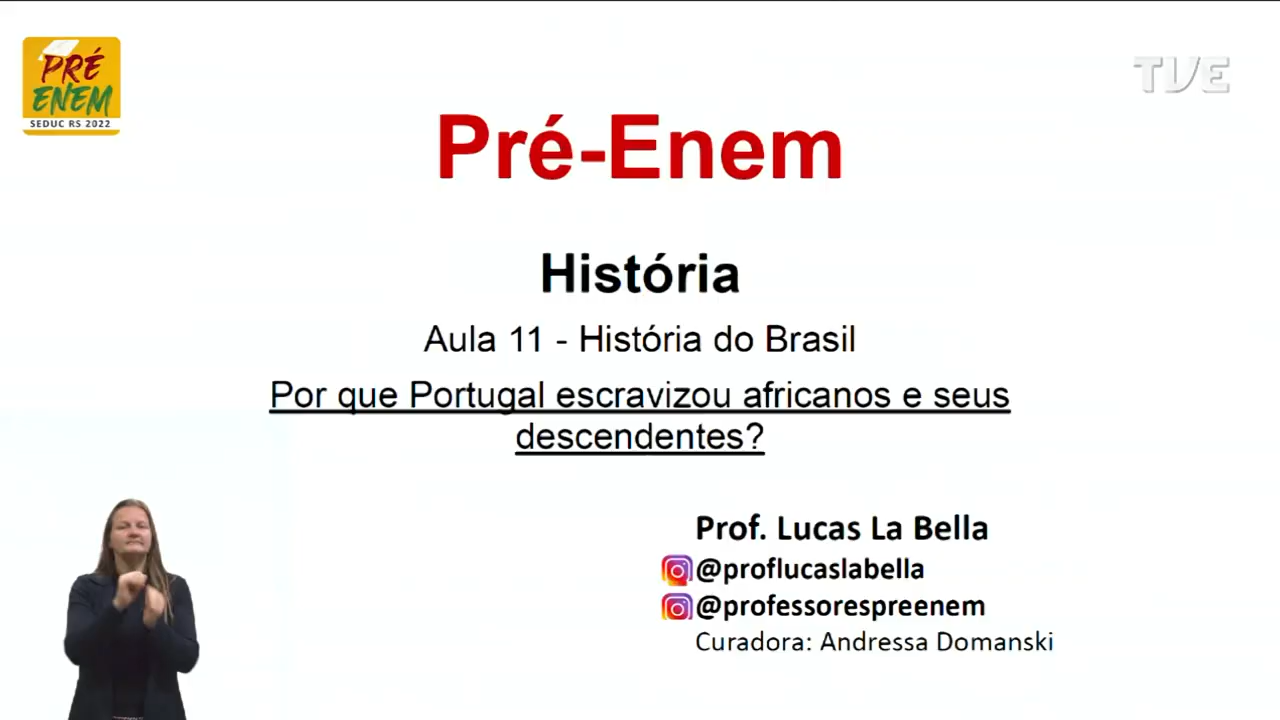 PRÉ
ENEM
SEDUC RS 2022
TVE
Pré-Enem
História
Aula 11 - História do Brasil
Por que Portugal escravizou africanos e seus
descendentes?
Prof. Lucas La Bella
@proflucaslabella
@professorespreenem
Curadora: Andressa Domanski